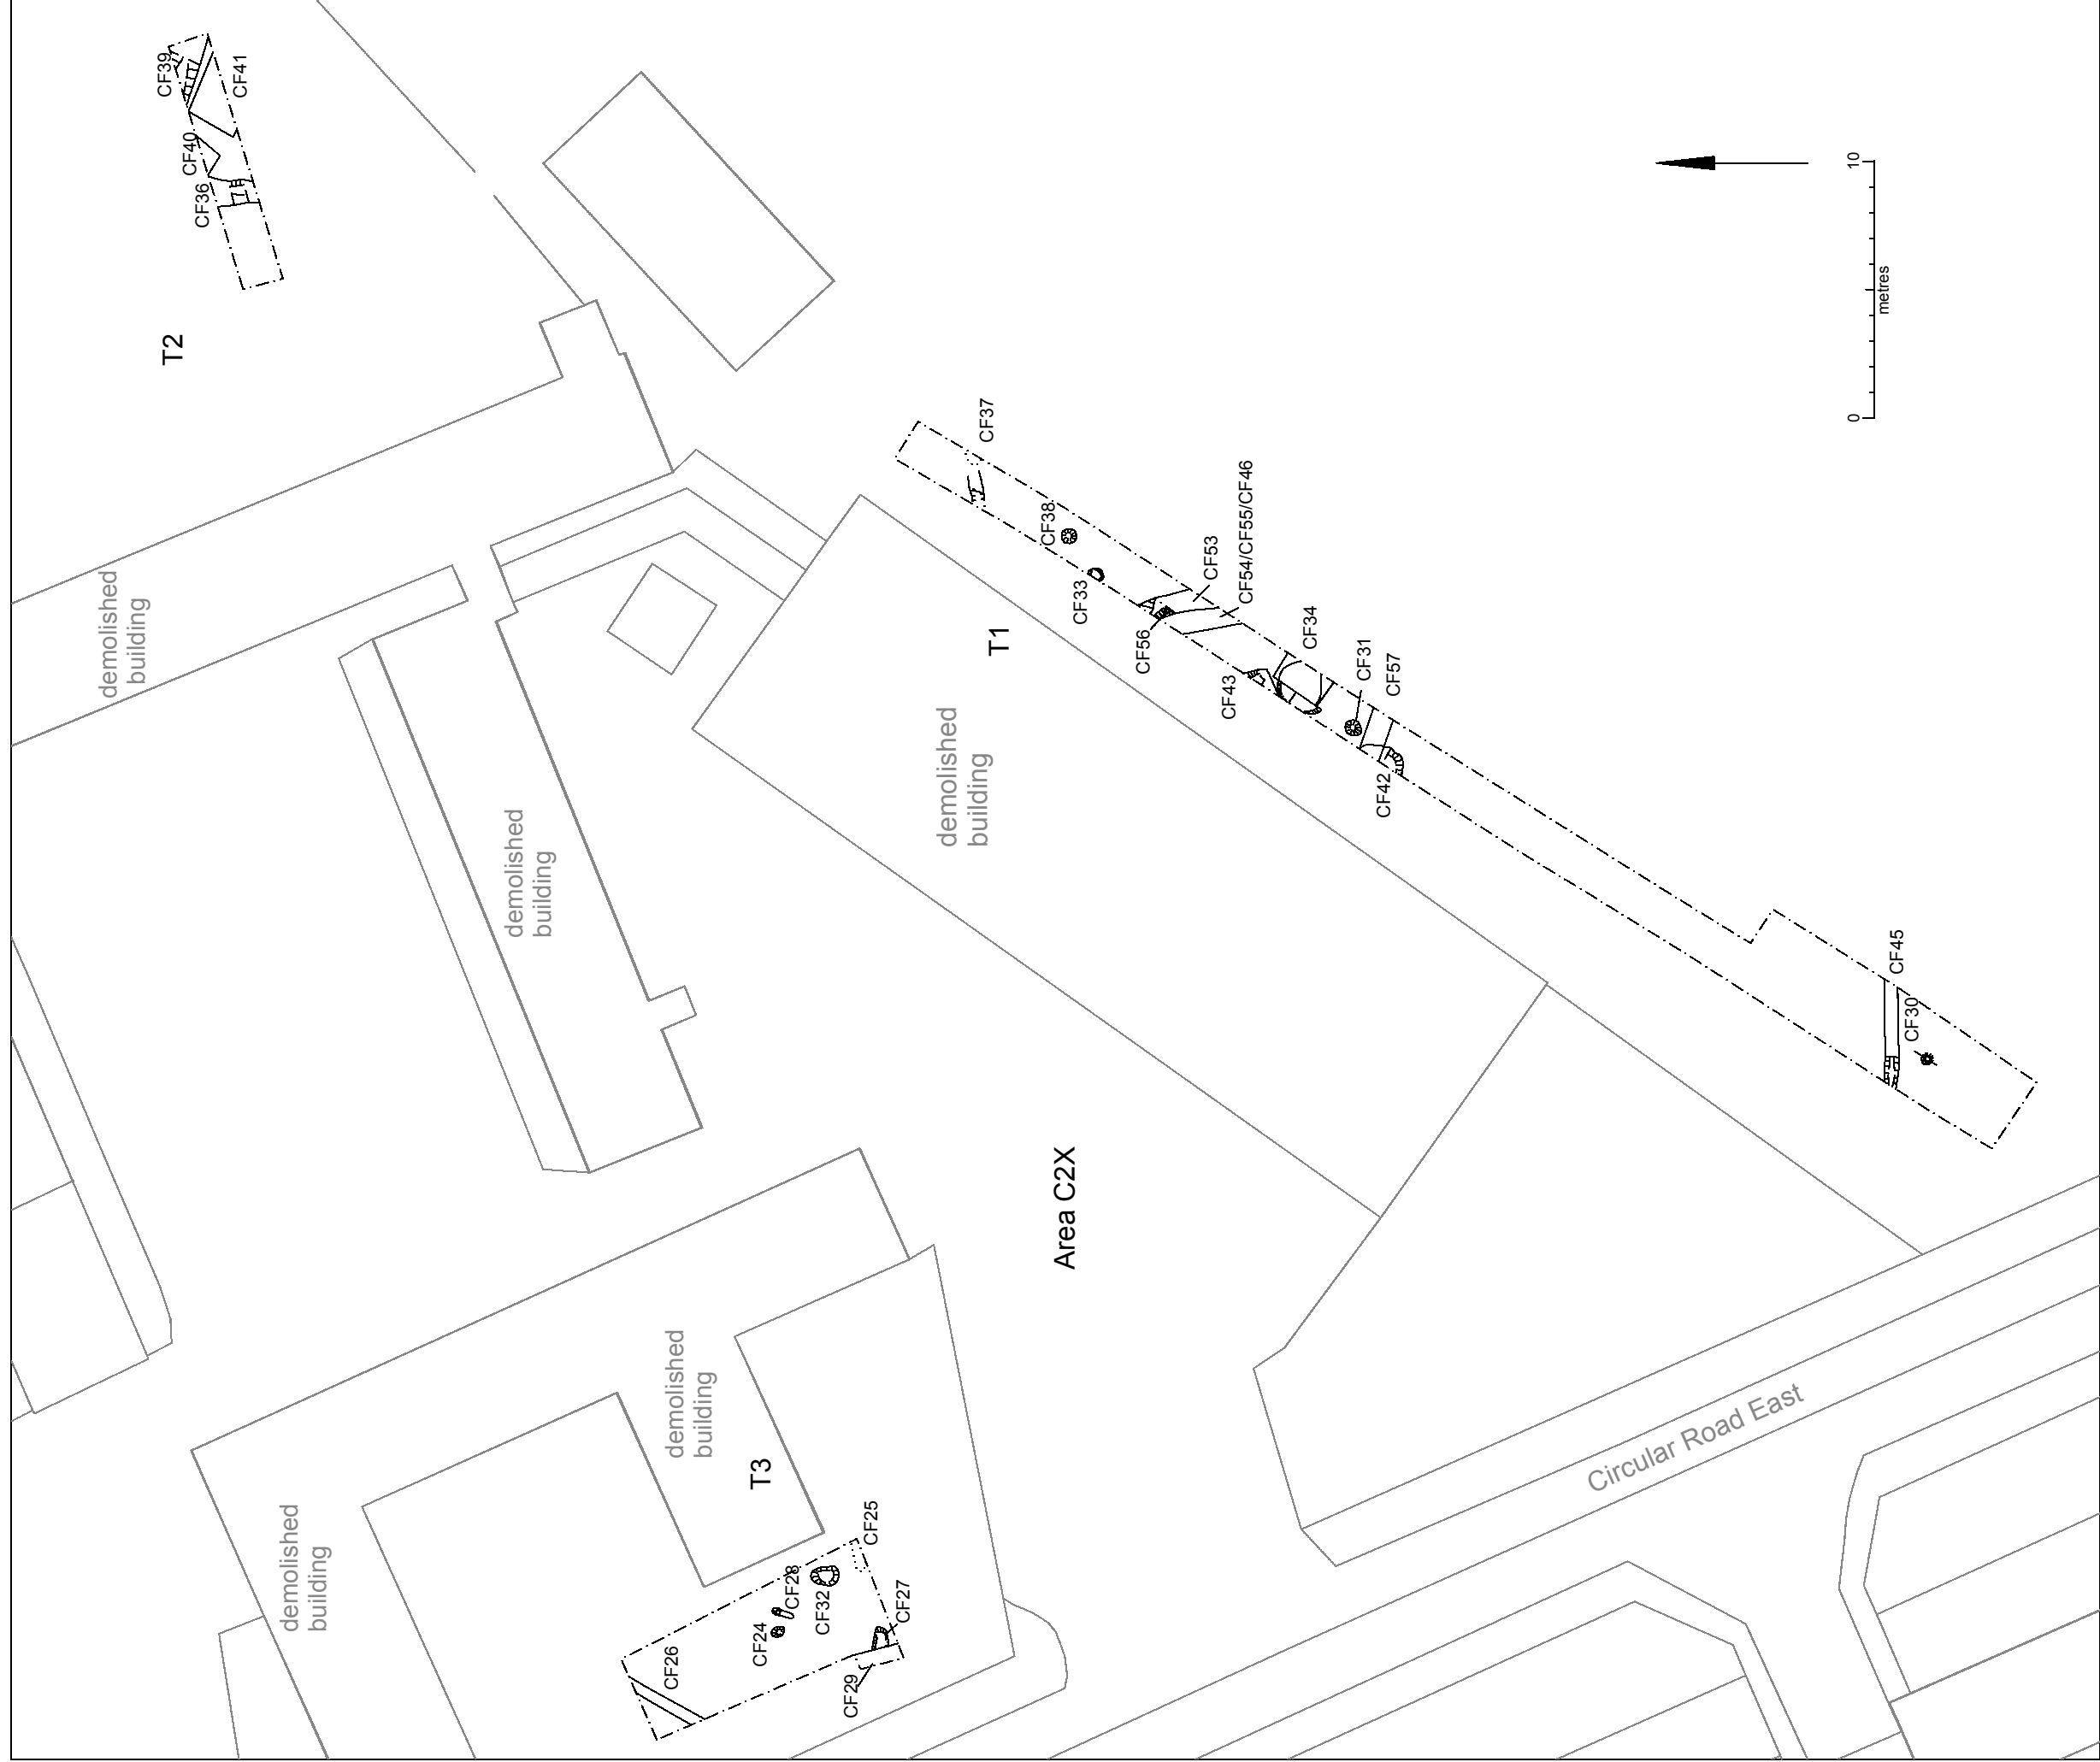 CF39
CF41
CF40
CF36
T2
demolished
building
CF37
CF38
CF33
CF53
CF54/CF55/CF46
CF56
T1
CF34
CF43
CF31
CF57
CF42
demolished
building
demolished
building
10
metres
0
CF45
CF30
Area C2X
demolished
building
T3
demolished
building
Circular Road East
CF25
CF28
CF32
CF24
CF27
CF26
CF29